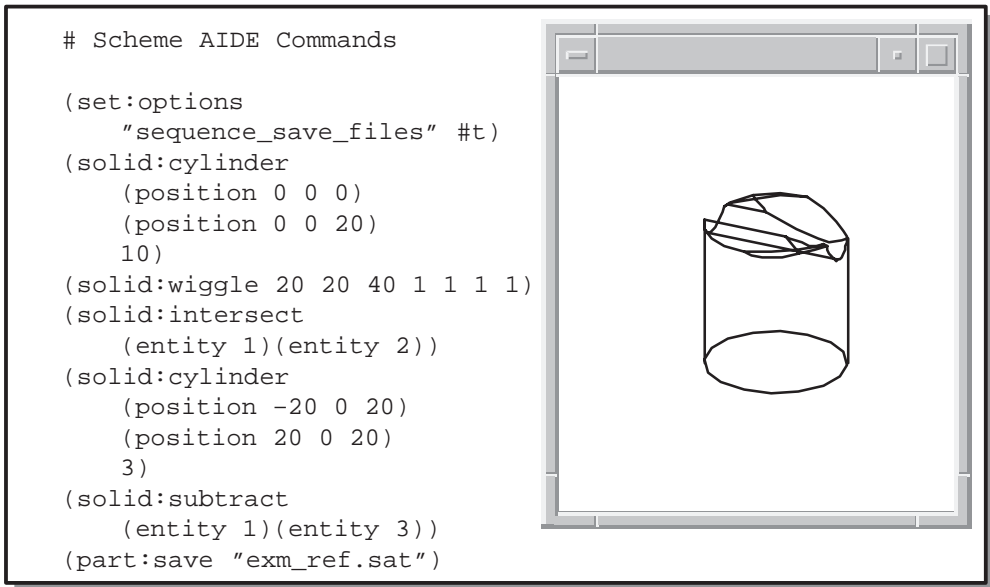 # Scheme AIDE Commands
(set:options
"sequence_save_files" #t)
(solid:cylinder
(position 0 0 0)
(position 0 0 20)
10)
(solid:wiggle 20 20 40 1 1 1 1)
(solid:intersect
(entity 1)(entity 2))
(solid:cylinder
(position –20 0 20)
(position 20 0 20)
3)
(solid:subtract
(entity 1)(entity 3))
(part:save "exm_ref.sat")